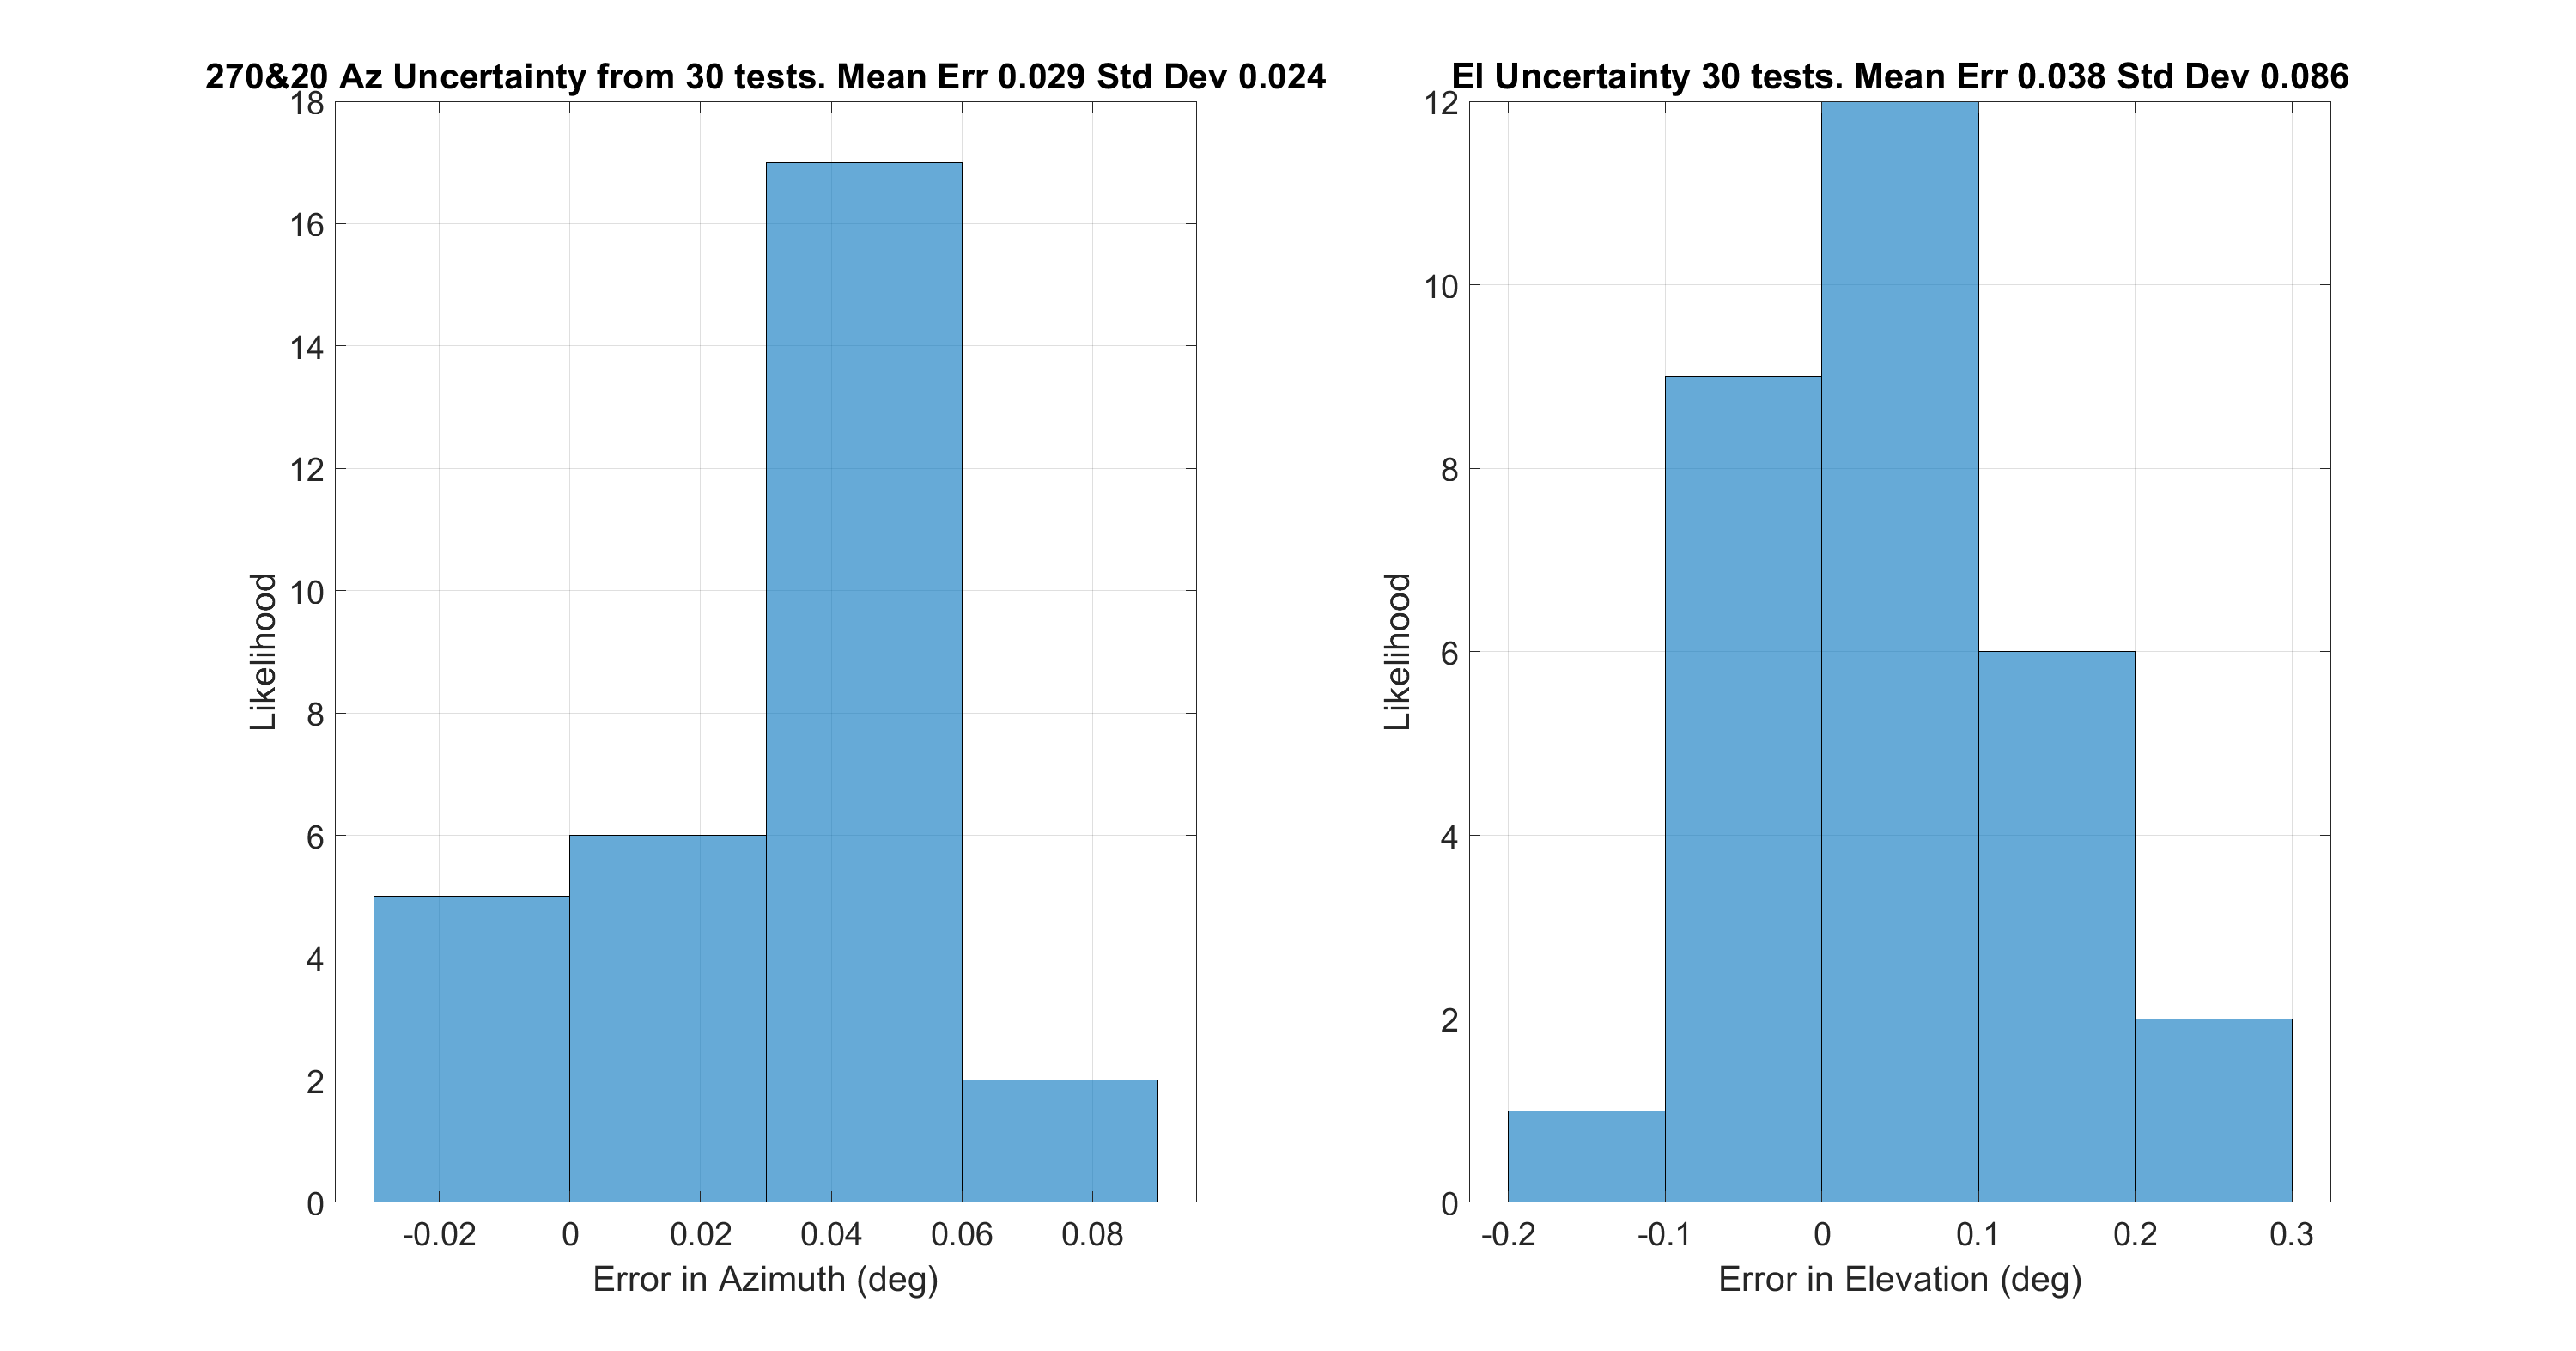 270&20 Az Uncertainty from 30 tests. Mean Err 0.029 Std Dev 0.024
18
16
14
12
10
8
6
4
2
0
Likelihood
-0.02 0 0.02 0.04 0.06 0.08
Error in Azimuth (deg)
El Uncertainty 30 tests. Mean Err 0.038 Std Dev 0.086
12
10
8
6
4
2
0
Likelihood
-0.2 -0.1 0 0.1 0.2 0.3
Error in Elevation (deg)